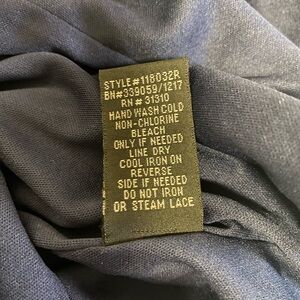 STYLE#118032R
BN#339059/1217
RN # 31310
HAND WASH COLD
NON-CHLORINE
BLEACH
ONLY IF NEEDED
LINE DRY
COOL IRON ON
REVERSE
SIDE IF NEEDED
DO NOT IRON
OR STEAM LACE